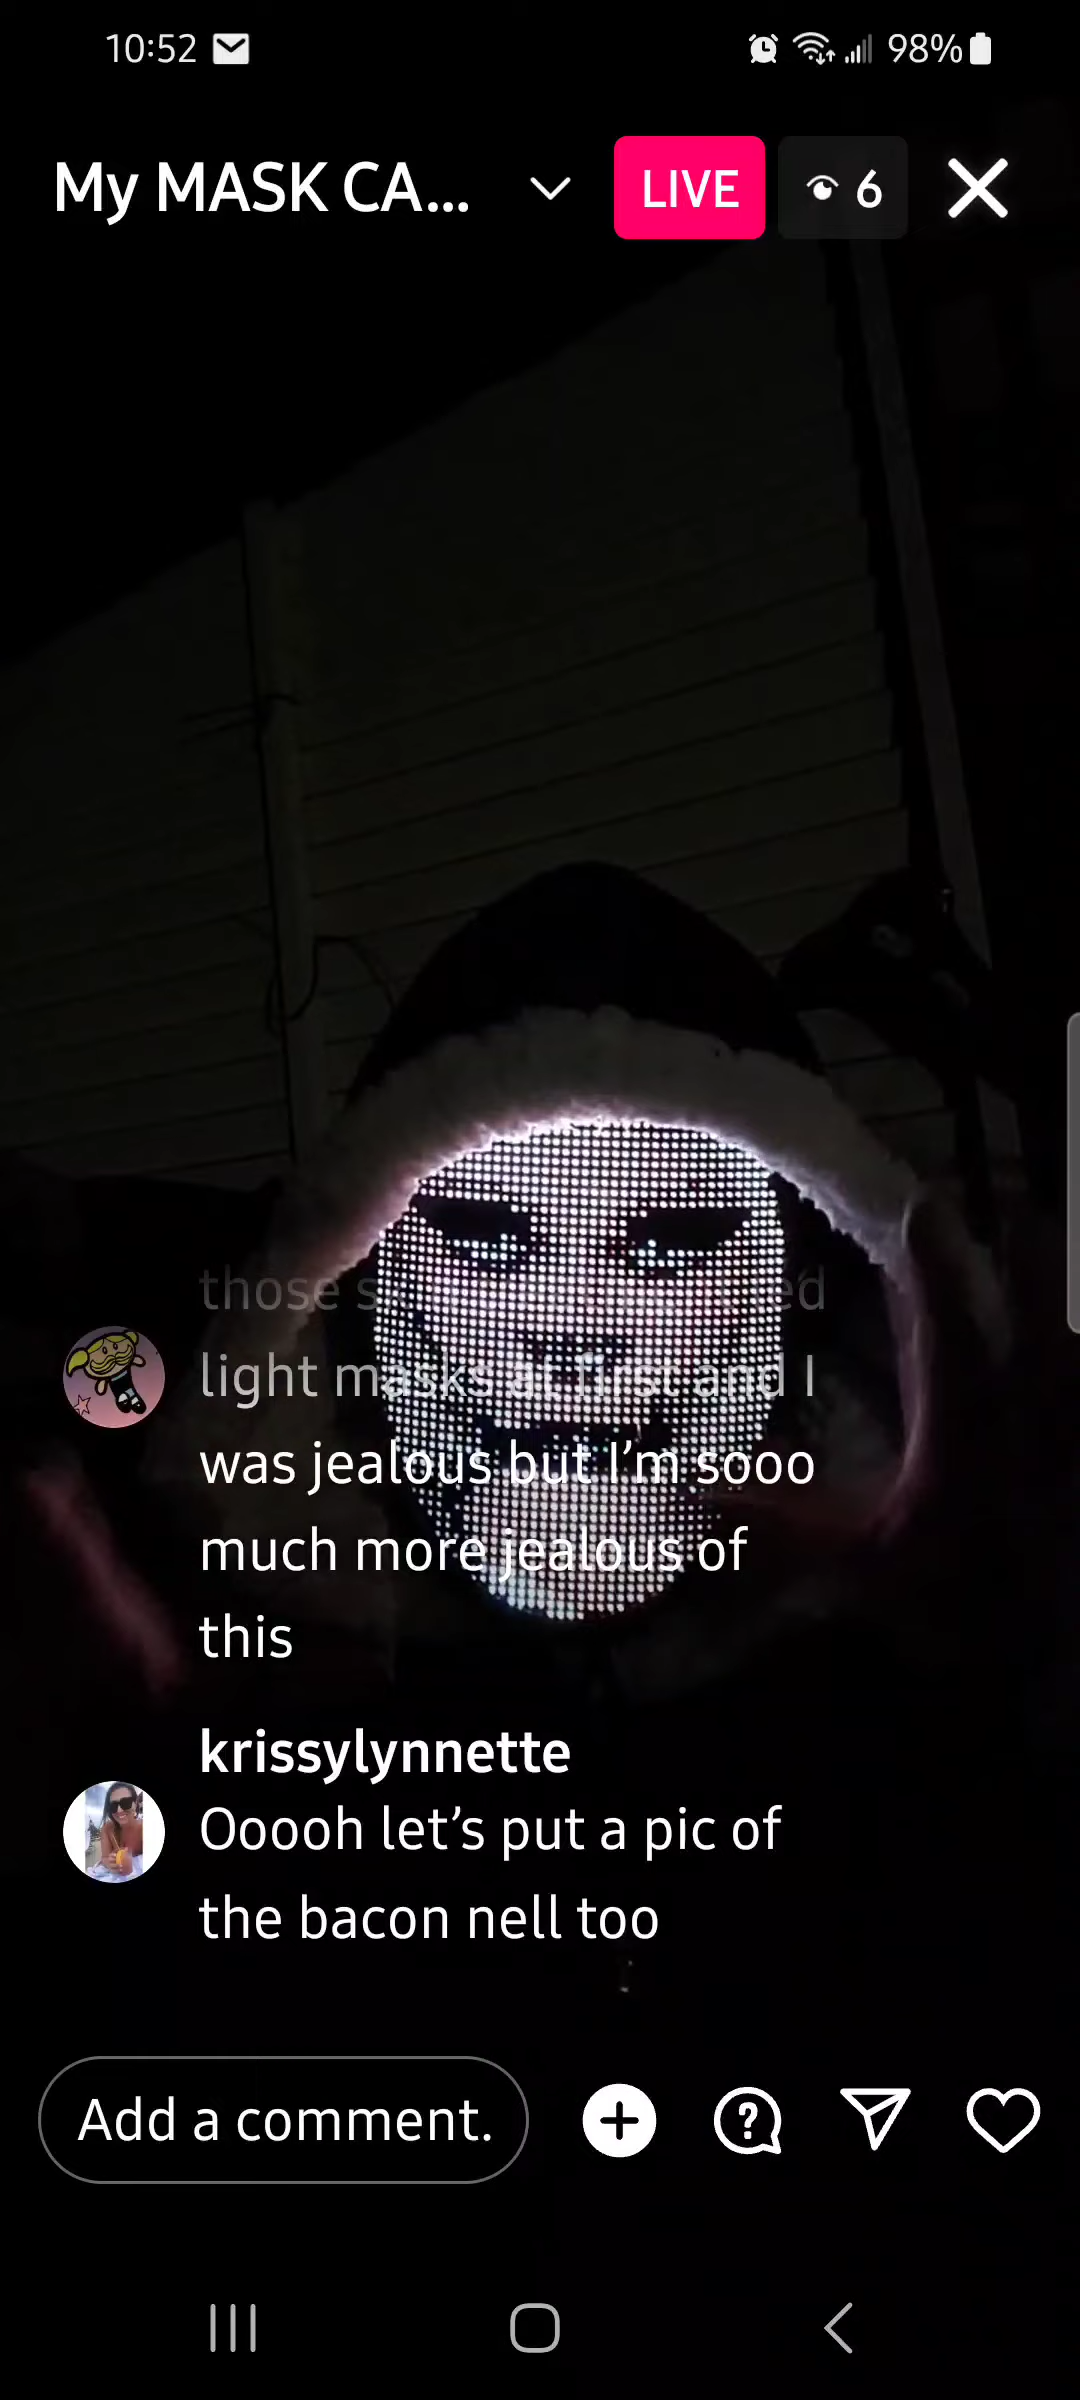 10:52
98%
My MASK CA...
LIVE
6
those
light masks at first and I
was jealous but I'm sooo
much more jealous of
this
krissylynnette
Ooooh let's put a pic of
the bacon nell too
Add a comment.